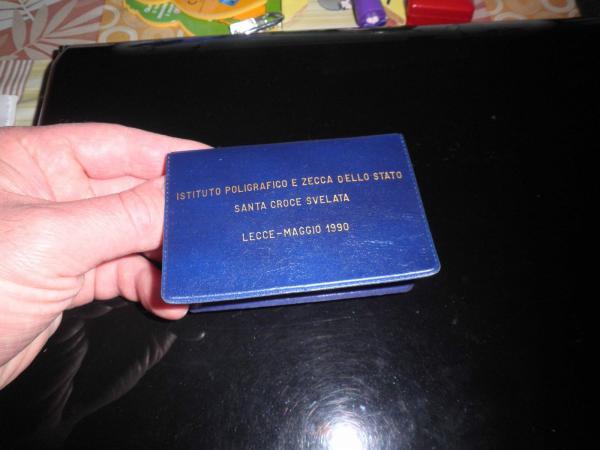 ISTITUTO POLIGRAFICO E ZECCA DELLO STATO
SANTA CROCE SVELATA
LECCE-MAGGIO 1990